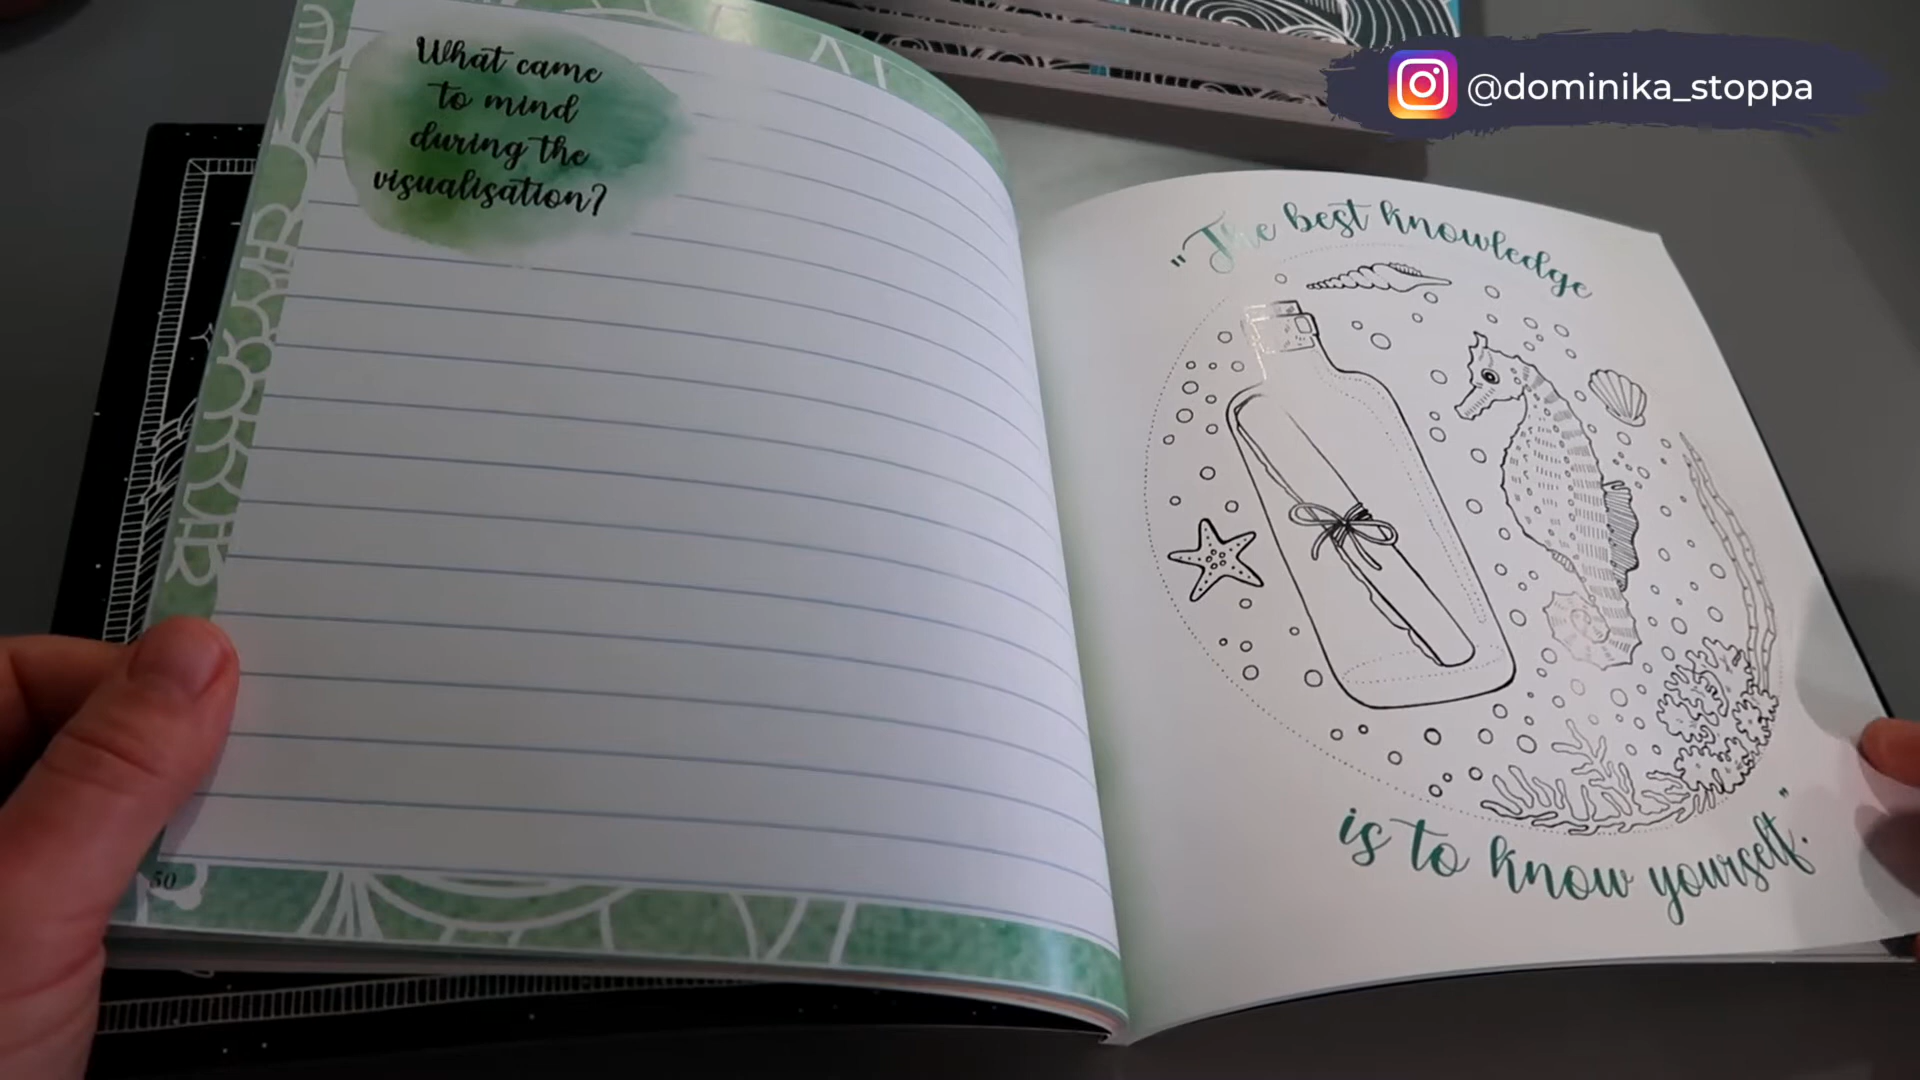 @dominika_stoppa
What came
to mind
during the
visualisation?
50
"The best knowledge
is to know yourself."